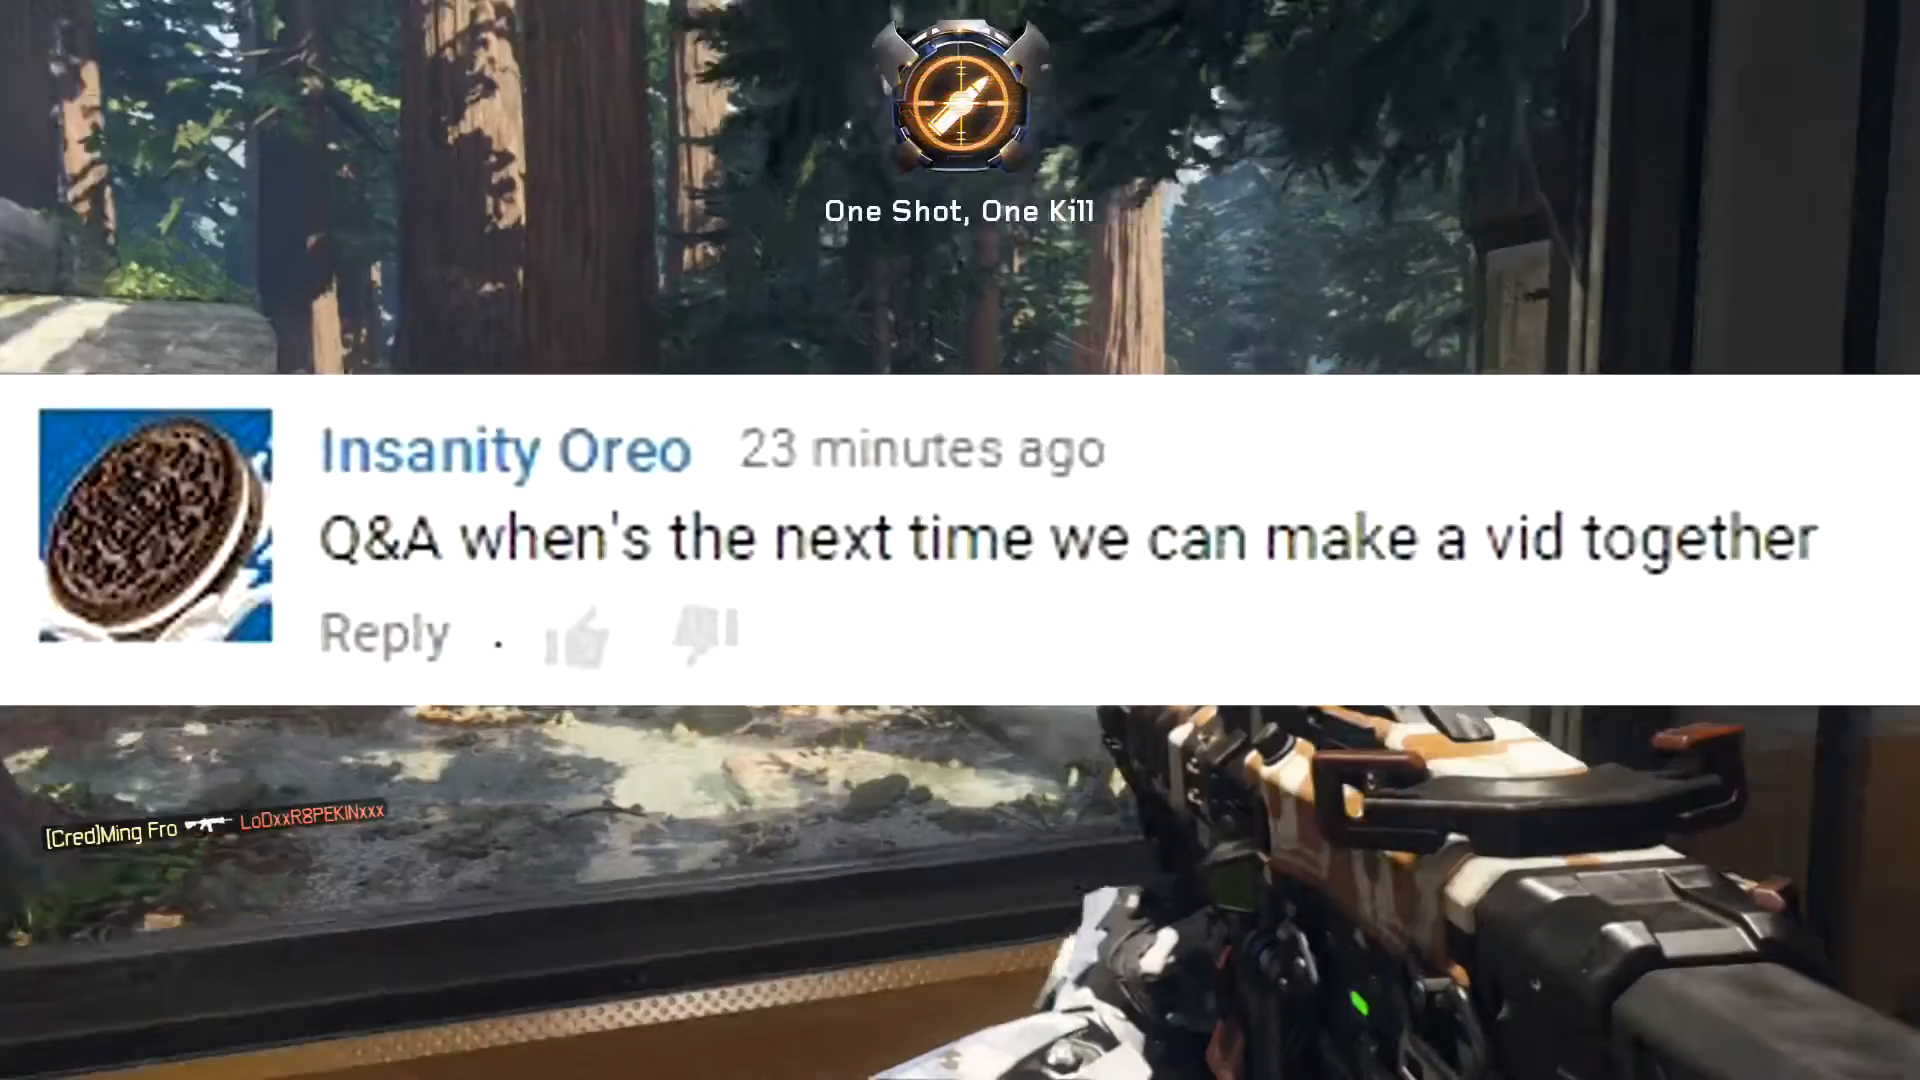 One Shot, One Kill
Insanity Oreo 23 minutes ago
Q&A when's the next time we can make a vid together
Reply .
[Cred]Ming Fro LoDxxR8PEKINxxx